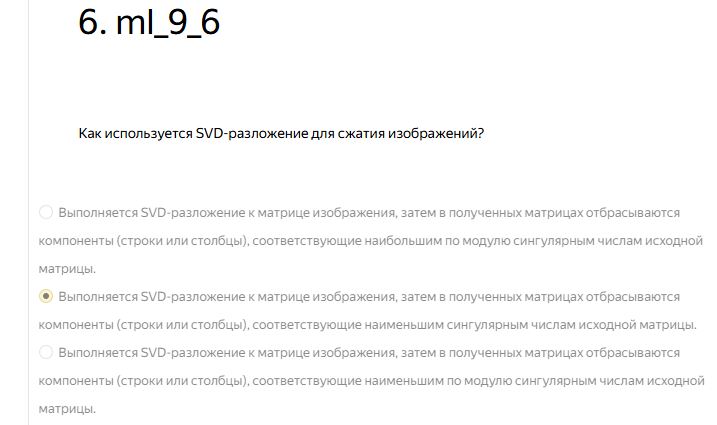 6. ml_9_6
Как используется SVD-разложение для сжатия изображений?
Выполняется SVD-разложение к матрице изображения, затем в полученных матрицах отбрасываются
компоненты (строки или столбцы), соответствующие наибольшим по модулю сингулярным числам исходной
матрицы.
Выполняется SVD-разложение к матрице изображения, затем в полученных матрицах отбрасываются
компоненты (строки или столбцы), соответствующие наименьшим сингулярным числам исходной матрицы.
Выполняется SVD-разложение к матрице изображения, затем в полученных матрицах отбрасываются
компоненты (строки или столбцы), соответствующие наименьшим по модулю сингулярным числам исходной
матрицы.